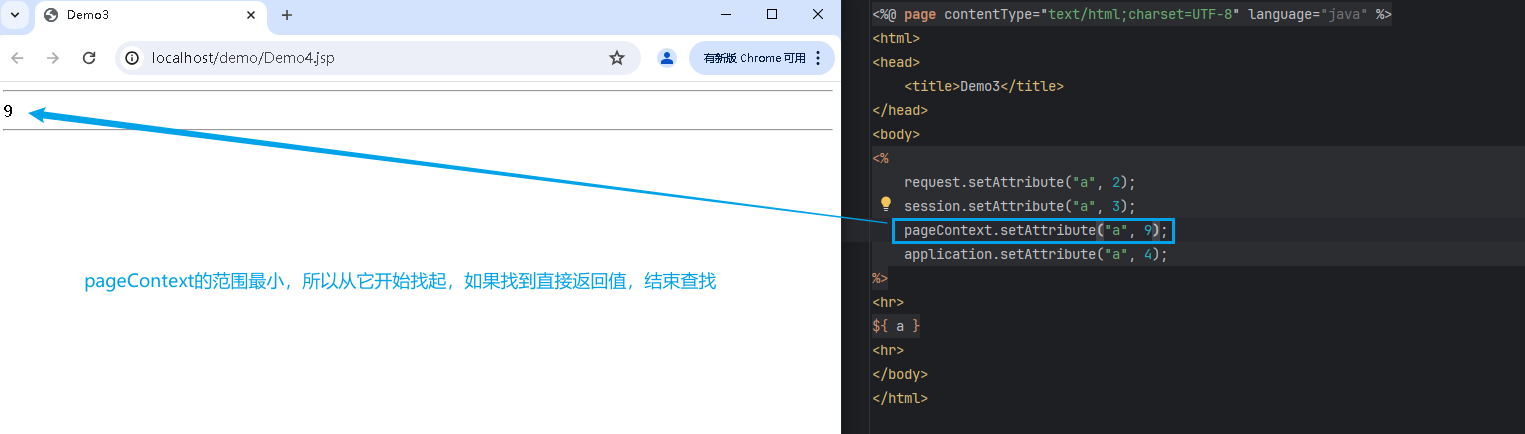 Demo3
localhost/demo/Demo4.jsp
有新版 Chrome 可用
9
pageContext的范围最小，所以从它开始找起，如果找到直接返回值，结束查找
<%@ page contentType="text/html;charset=UTF-8" language="java" %>
<html>
<head>
    <title>Demo3</title>
</head>
<body>
<%
    request.setAttribute("a", 2);
    session.setAttribute("a", 3);
    pageContext.setAttribute("a", 9);
    application.setAttribute("a", 4);
%>
<hr>
${ a }
<hr>
</body>
</html>